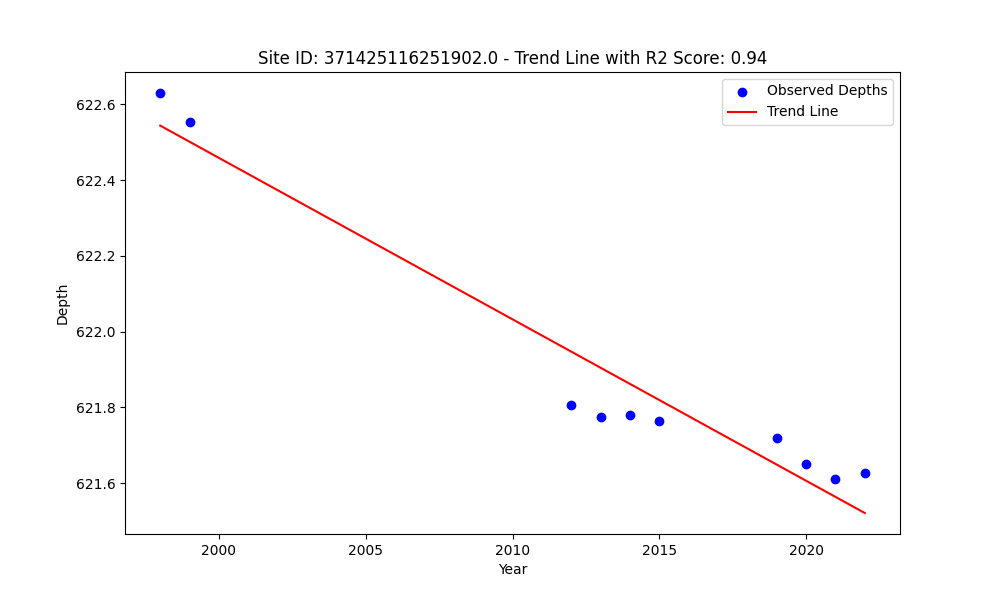 Site ID: 371425116251902.0 - Trend Line with R2 Score: 0.94
Observed Depths
Trend Line
622.6
622.4
622.2
622.0
621.8
621.6
Depth
2000
2005
2010
2015
2020
Year